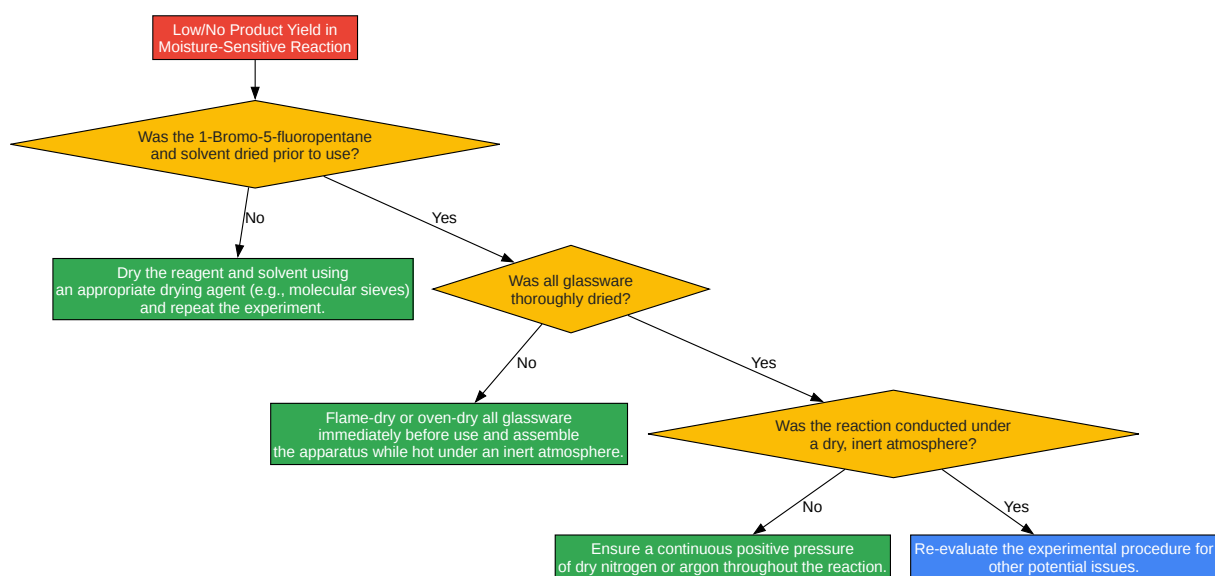 Low/No Product Yield in
Moisture-Sensitive Reaction
Was the 1-Bromo-5-fluoropentane
and solvent dried prior to use?
No
Yes
Dry the reagent and solvent using
an appropriate drying agent (e.g., molecular sieves)
and repeat the experiment.
Was all glassware
thoroughly dried?
No
Yes
Flame-dry or oven-dry all glassware
immediately before use and assemble
the apparatus while hot under an inert atmosphere.
Was the reaction conducted under
a dry, inert atmosphere?
No
Yes
Ensure a continuous positive pressure
of dry nitrogen or argon throughout the reaction.
Re-evaluate the experimental procedure for
other potential issues.